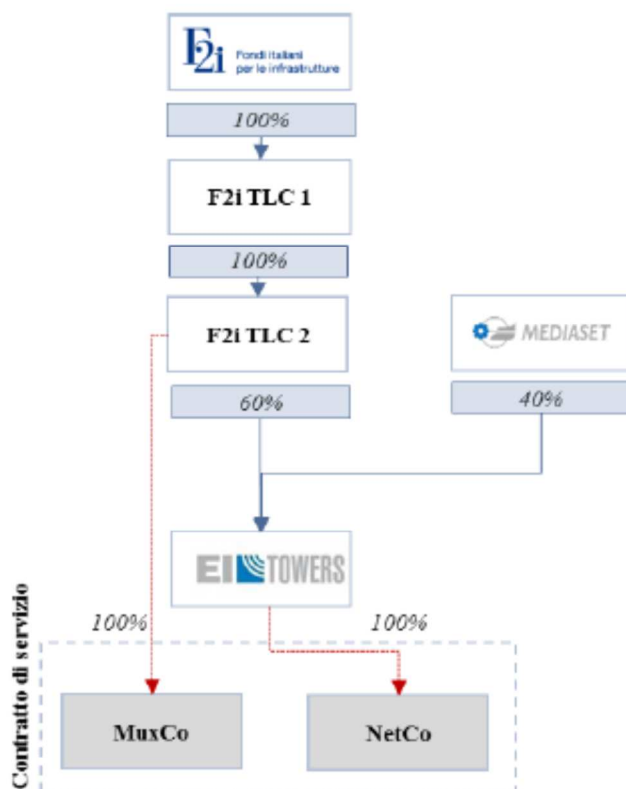 F2i Fondi italiani
per le infrastrutture
100%
F2i TLC 1
100%
F2i TLC 2
MEDIASET
60%
40%
EI TOWERS
100%
100%
Contratto di servizio
MuxCo
NetCo